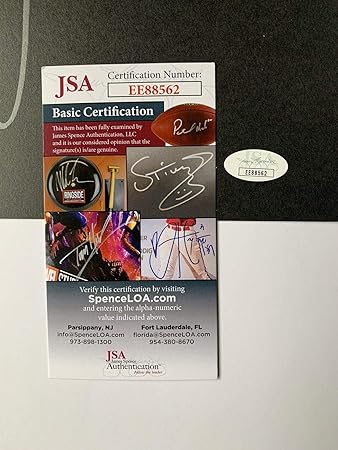 JSA
Certification Number:
EE88562
Basic Certification
This item has been fully examined by
James Spence Authentication, LLC
and it is our considered opinion that the
signature(s) is/are genuine.
RINGSIDE
EE88562
Verify this certification by visiting
SpenceLOA.com
and entering the alpha-numeric
value indicated above.
Parsippany, NJ
info@SpenceLOA.com
973-898-1300
Fort Lauderdale, FL
florida@SpenceLOA.com
954-380-8670
JSA
James Spence
Authentication